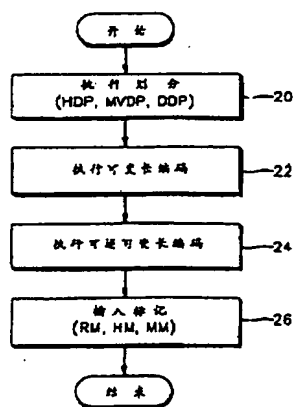 开始
执行划分
(HDP, MVDP, DDP)
20
执行可变长编码
22
执行可逆可变长编码
24
输入标记
(RM, HM, MM)
26
结束